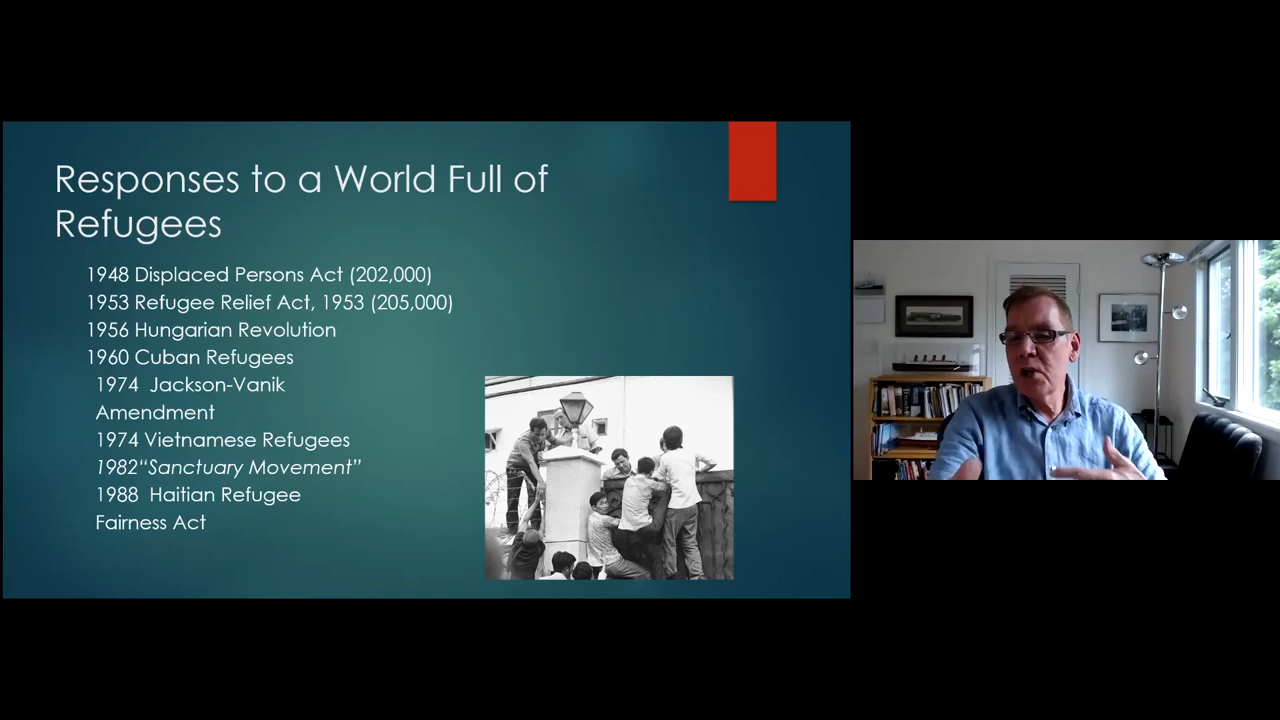 Responses to a World Full of
Refugees
1948 Displaced Persons Act (202,000)
1953 Refugee Relief Act, 1953 (205,000)
1956 Hungarian Revolution
1960 Cuban Refugees
1974 Jackson-Vanik
Amendment
1974 Vietnamese Refugees
1982“Sanctuary Movement”
1988 Haitian Refugee
Fairness Act